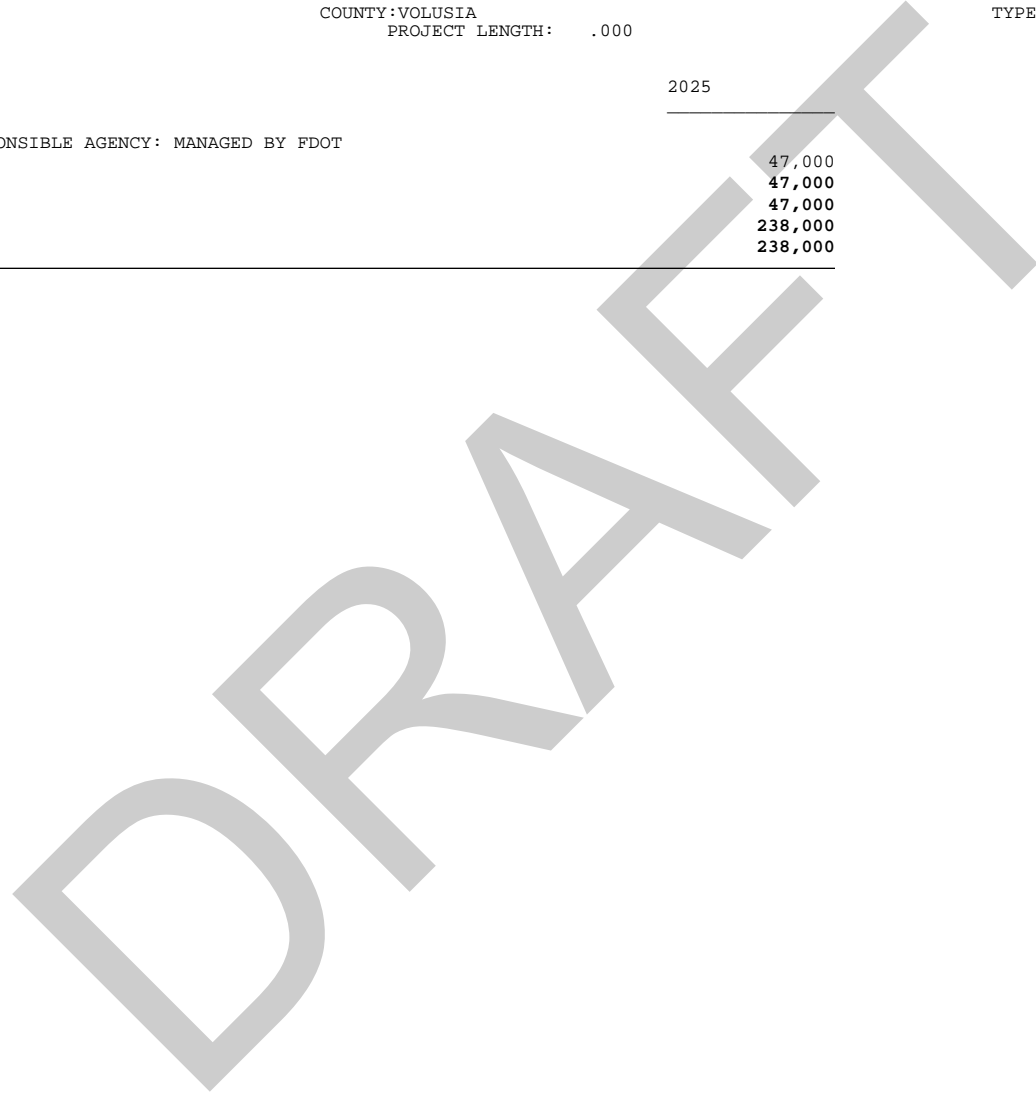 COUNTY:VOLUSIA TYPE
PROJECT LENGTH: .000
2025
ONSIBLE AGENCY: MANAGED BY FDOT
47,000
47,000
47,000
238,000
238,000
DRAFT